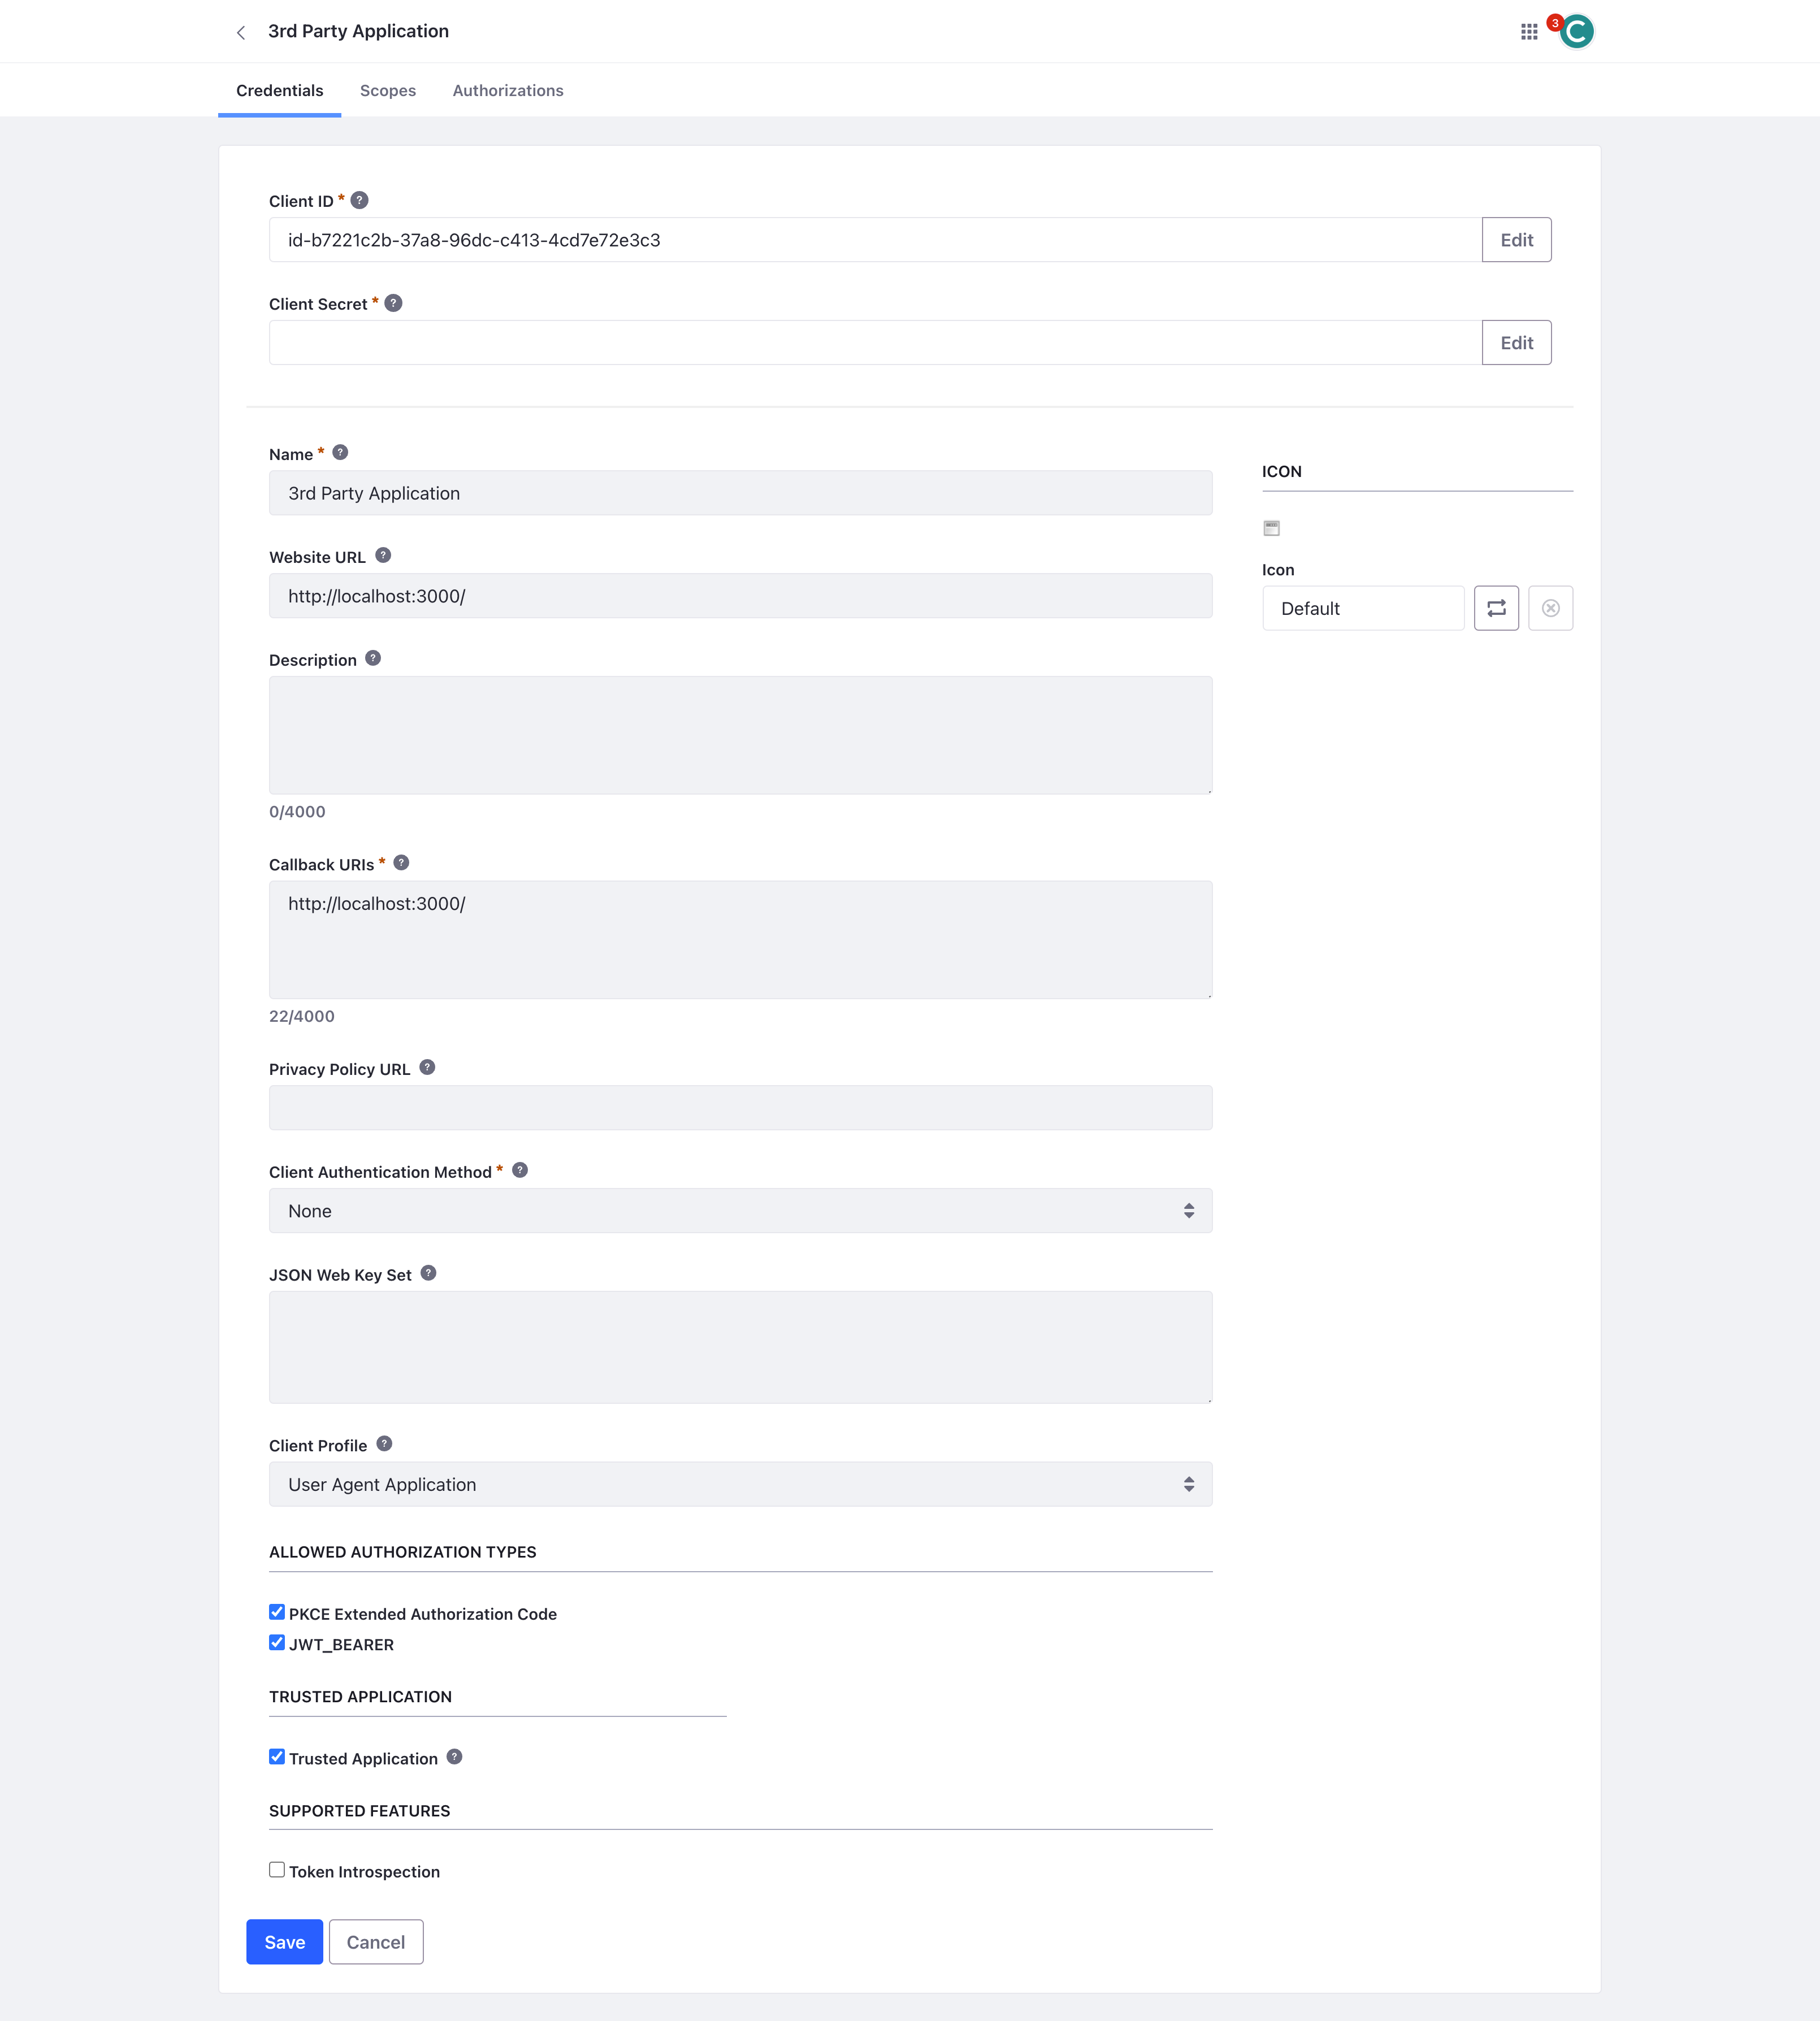 3rd Party Application
3
C
Credentials
Scopes
Authorizations
Client ID * ?
id-b7221c2b-37a8-96dc-c413-4cd7e72e3c3
Edit
Client Secret * ?
Edit
Name * ?
3rd Party Application
ICON
Icon
Default
Website URL ?
http://localhost:3000/
Description ?
0/4000
Callback URIs * ?
http://localhost:3000/
22/4000
Privacy Policy URL ?
Client Authentication Method * ?
None
JSON Web Key Set ?
Client Profile ?
User Agent Application
ALLOWED AUTHORIZATION TYPES
PKCE Extended Authorization Code
JWT_BEARER
TRUSTED APPLICATION
Trusted Application ?
SUPPORTED FEATURES
Token Introspection
Save
Cancel